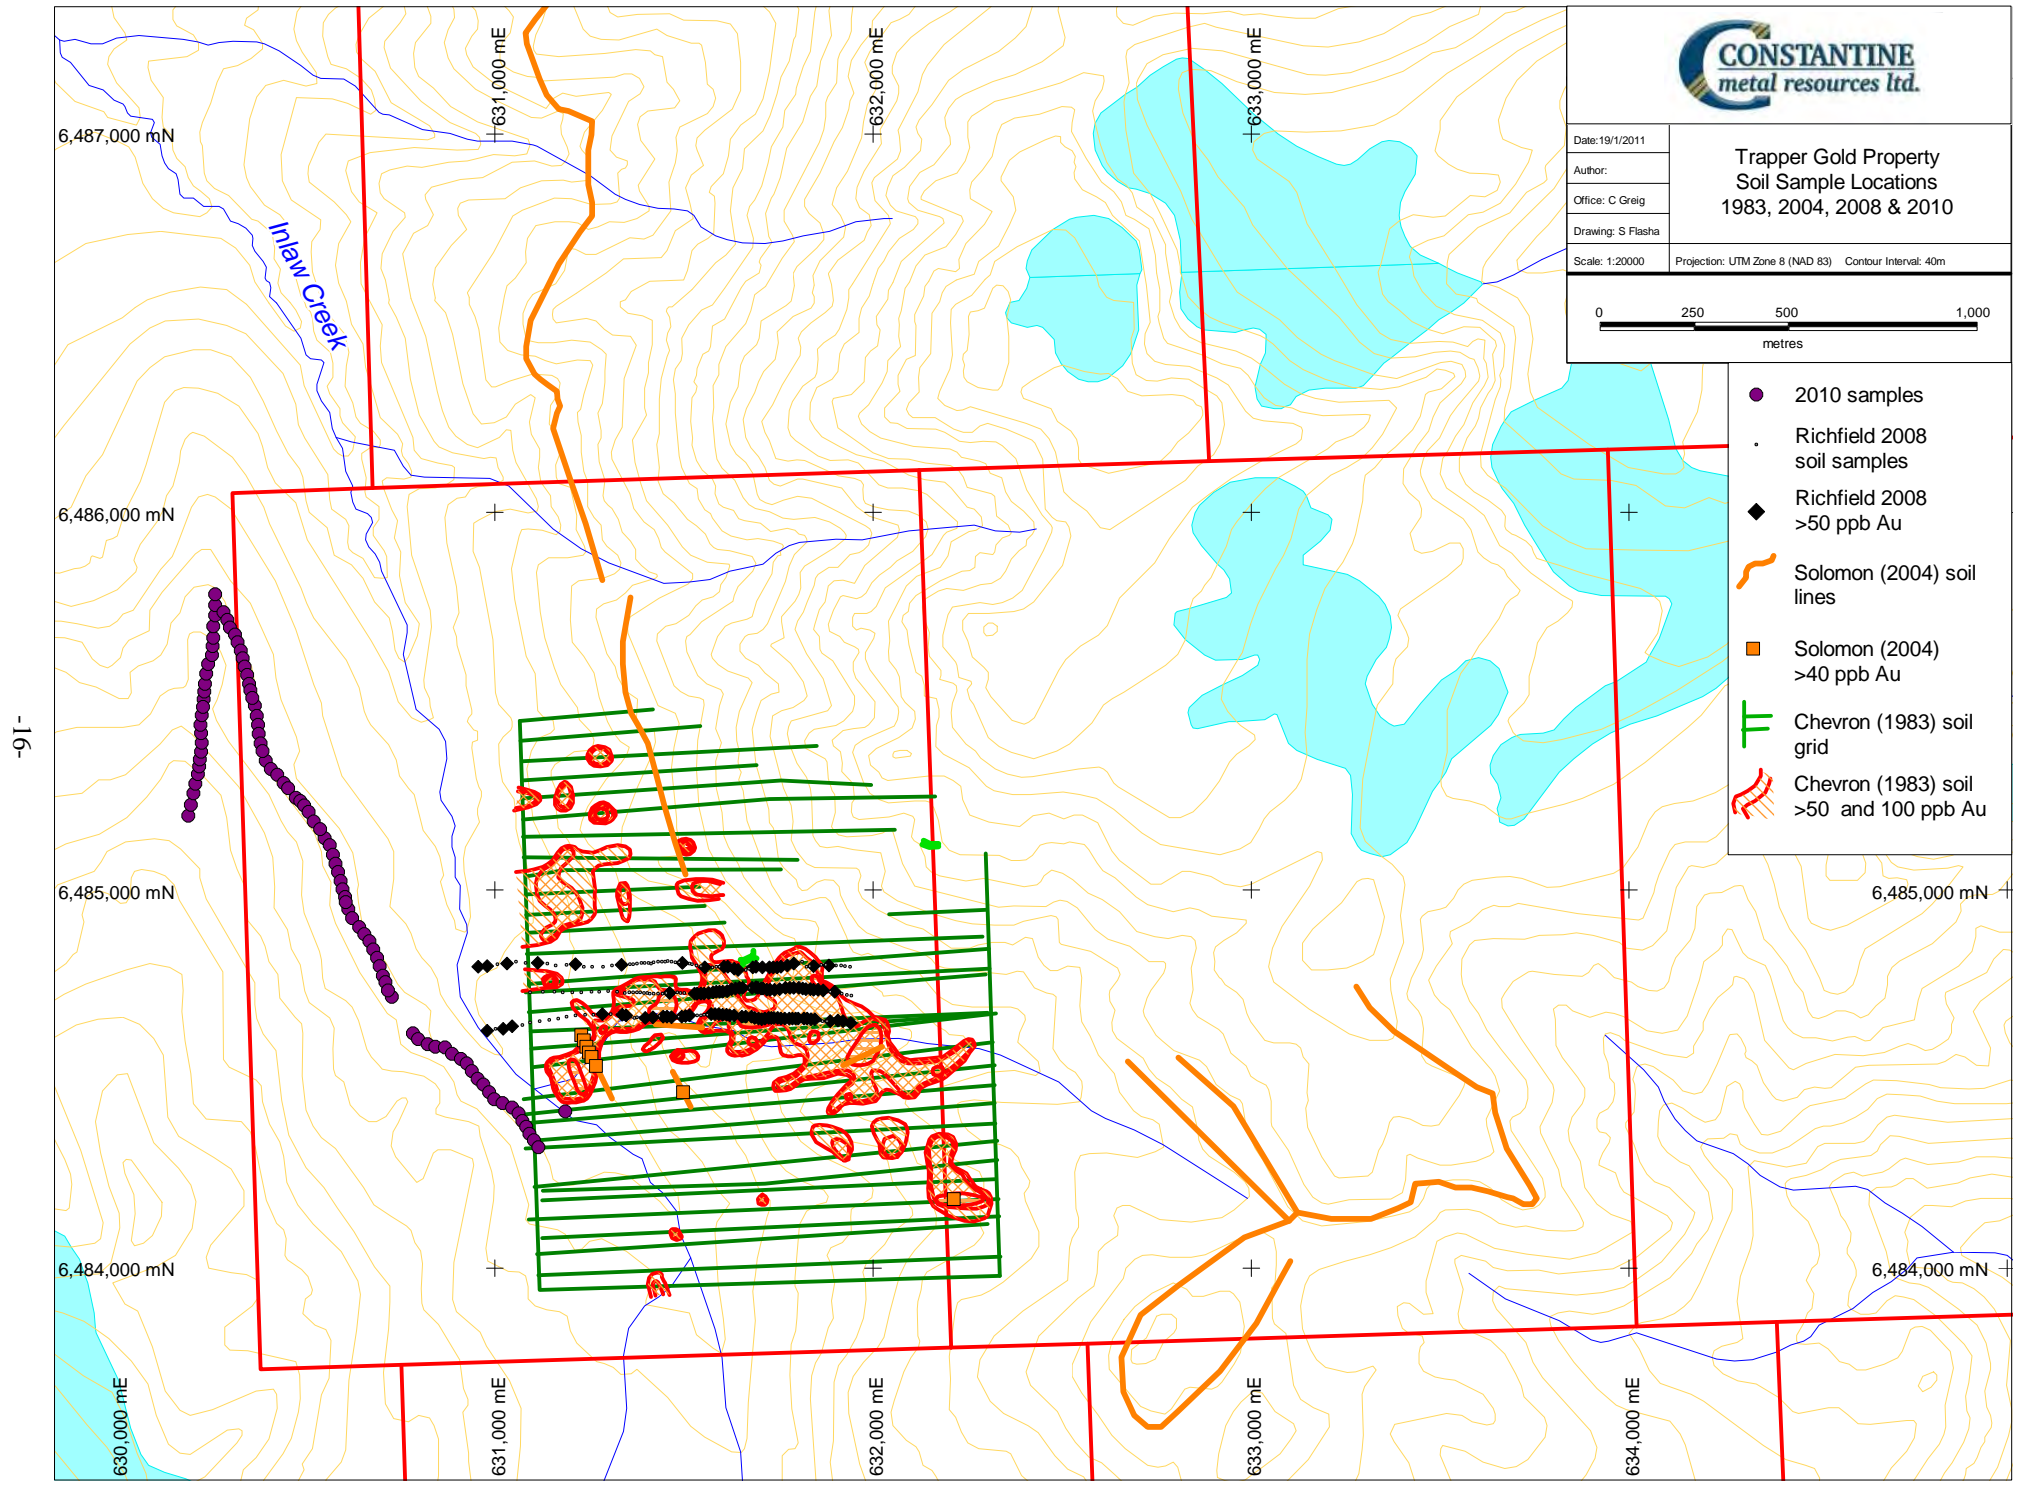 CONSTANTINE
metal resources ltd.
Date:19/1/2011
Author:
Office: C Greig
Drawing: S Flasha
Scale: 1:20000
Trapper Gold Property
Soil Sample Locations
1983, 2004, 2008 & 2010
Projection: UTM Zone 8 (NAD 83) Contour Interval: 40m
0 250 500 1,000
metres
2010 samples
Richfield 2008
soil samples
Richfield 2008
>50 ppb Au
Solomon (2004) soil
lines
Solomon (2004)
>40 ppb Au
Chevron (1983) soil
grid
Chevron (1983) soil
>50 and 100 ppb Au
631,000 mE
632,000 mE
633,000 mE
6,487,000 mN
Inlaw Creek
6,486,000 mN
6,485,000 mN
6,485,000 mN
6,484,000 mN
6,484,000 mN
630,000 mE
631,000 mE
632,000 mE
633,000 mE
634,000 mE
-16-